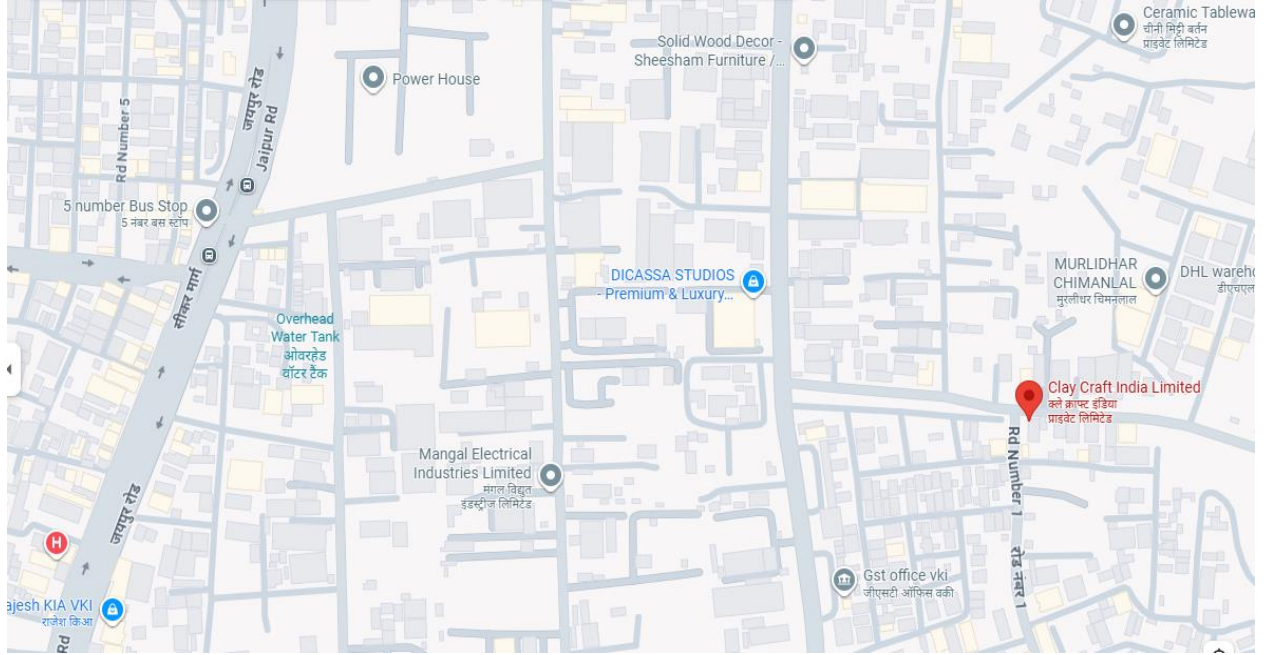 Ceramic Tablewa
चीनी मिट्टी बर्तन
प्राइवेट लिमिटेड
Solid Wood Decor -
Sheesham Furniture /...
Power House
जयपुर रोड
Jaipur Rd
Rd Number 5
5 number Bus Stop
5 नंबर बस स्टॉप
सीकर मार्ग
DICASSA STUDIOS
- Premium & Luxury...
MURLIDHAR
CHIMANLAL
मुरलीधर चिमनलाल
DHL wareho
डीएचएल
Overhead
Water Tank
ओवरहेड
वॉटर टैंक
Clay Craft India Limited
क्ले क्राफ्ट इंडिया
प्राइवेट लिमिटेड
Rd Number 1
रोड नंबर 1
Mangal Electrical
Industries Limited
मंगल विद्युत
इंडस्ट्रीज लिमिटेड
जयपुर रोड
H
Gst office vki
जीएसटी ऑफिस वकी
ajesh KIA VKI
राजेश किआ
Rd